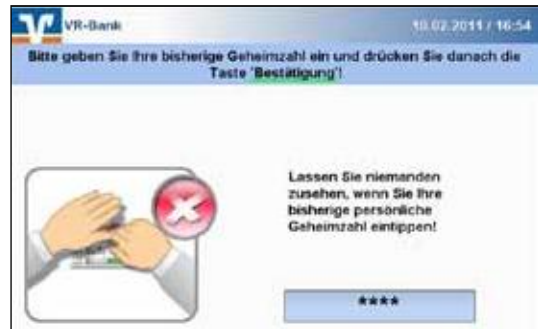 VR-Bank
10.02.2011 / 16:54
Bitte geben Sie Ihre bisherige Geheimzahl ein und drücken Sie danach die
Taste 'Bestätigung'!
Lassen Sie niemanden
zusehen, wenn Sie Ihre
bisherige persönliche
Geheimzahl eintippen!
****